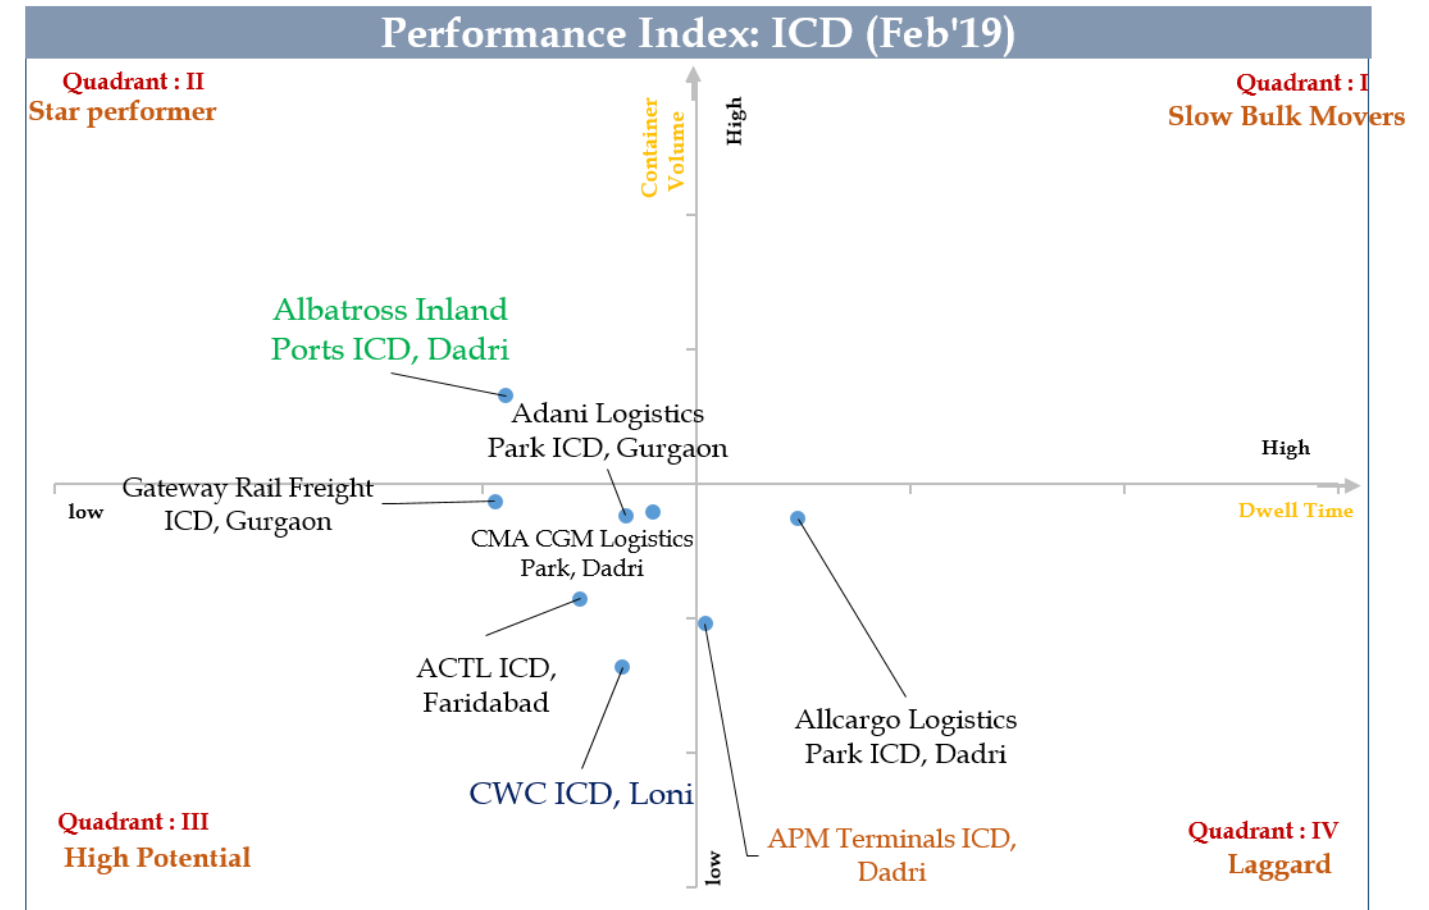 Performance Index: ICD (Feb'19)
Quadrant : II
Star performer
Quadrant : I
Slow Bulk Movers
Container
Volume
High
Albatross Inland
Ports ICD, Dadri
Adani Logistics
Park ICD, Gurgaon
High
Gateway Rail Freight
ICD, Gurgaon
low
Dwell Time
CMA CGM Logistics
Park, Dadri
ACTL ICD,
Faridabad
Allcargo Logistics
Park ICD, Dadri
CWC ICD, Loni
Quadrant : III
High Potential
low
APM Terminals ICD,
Dadri
Quadrant : IV
Laggard